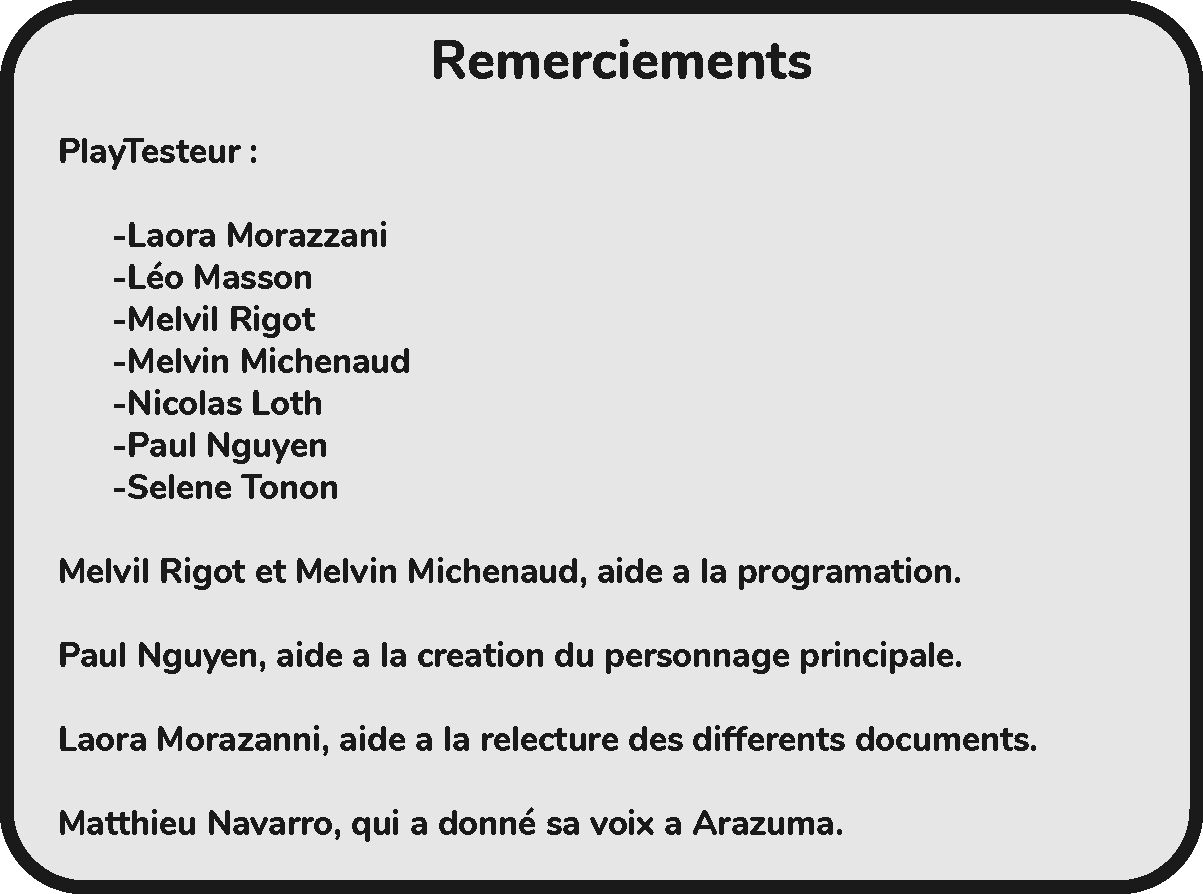 Remerciements
PlayTesteur :
-Laora Morazzani
-Léo Masson
-Melvil Rigot
-Melvin Michenaud
-Nicolas Loth
-Paul Nguyen
-Selene Tonon
Melvil Rigot et Melvin Michenaud, aide a la programation.
Paul Nguyen, aide a la creation du personnage principale.
Laora Morazanni, aide a la relecture des differents documents.
Matthieu Navarro, qui a donné sa voix a Arazuma.